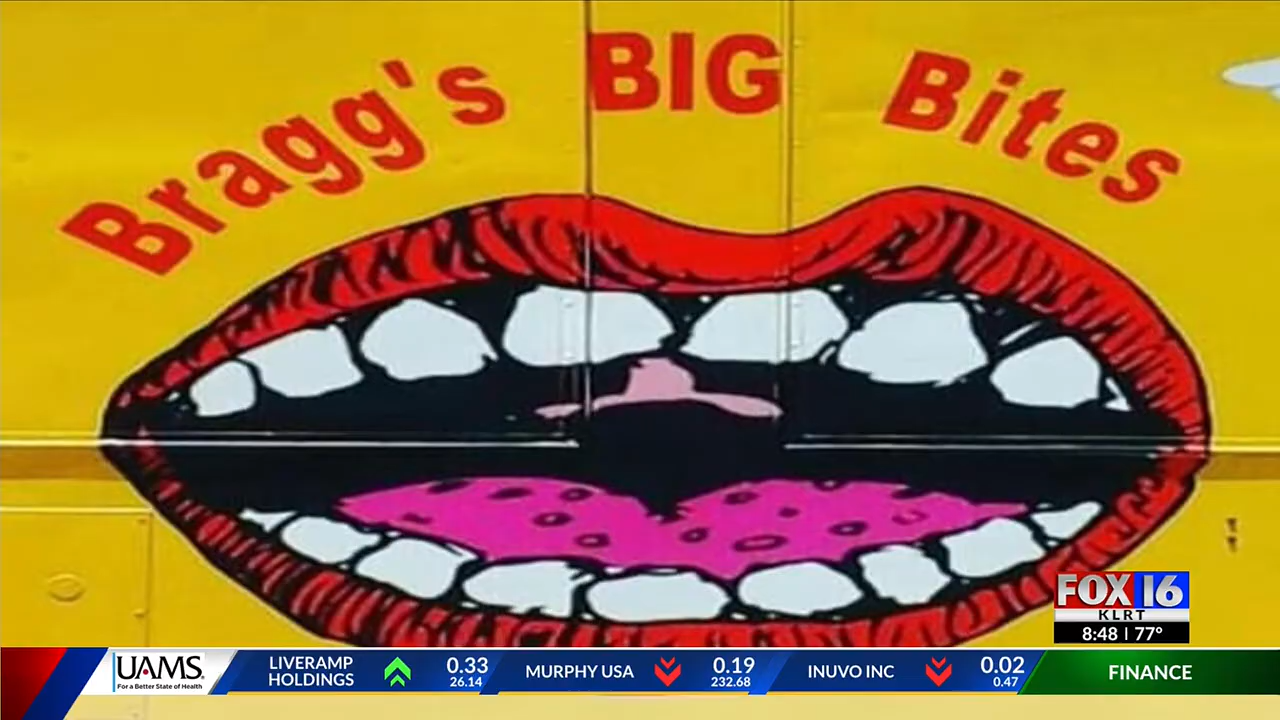 Bragg's BIG Bites
FOX 16
KLRT
8:48 | 77°
UAMS
For a Better State of Health
LIVERAMP HOLDINGS 0.33 26.14
MURPHY USA 0.19 232.68
INUVO INC 0.02 0.47
FINANCE